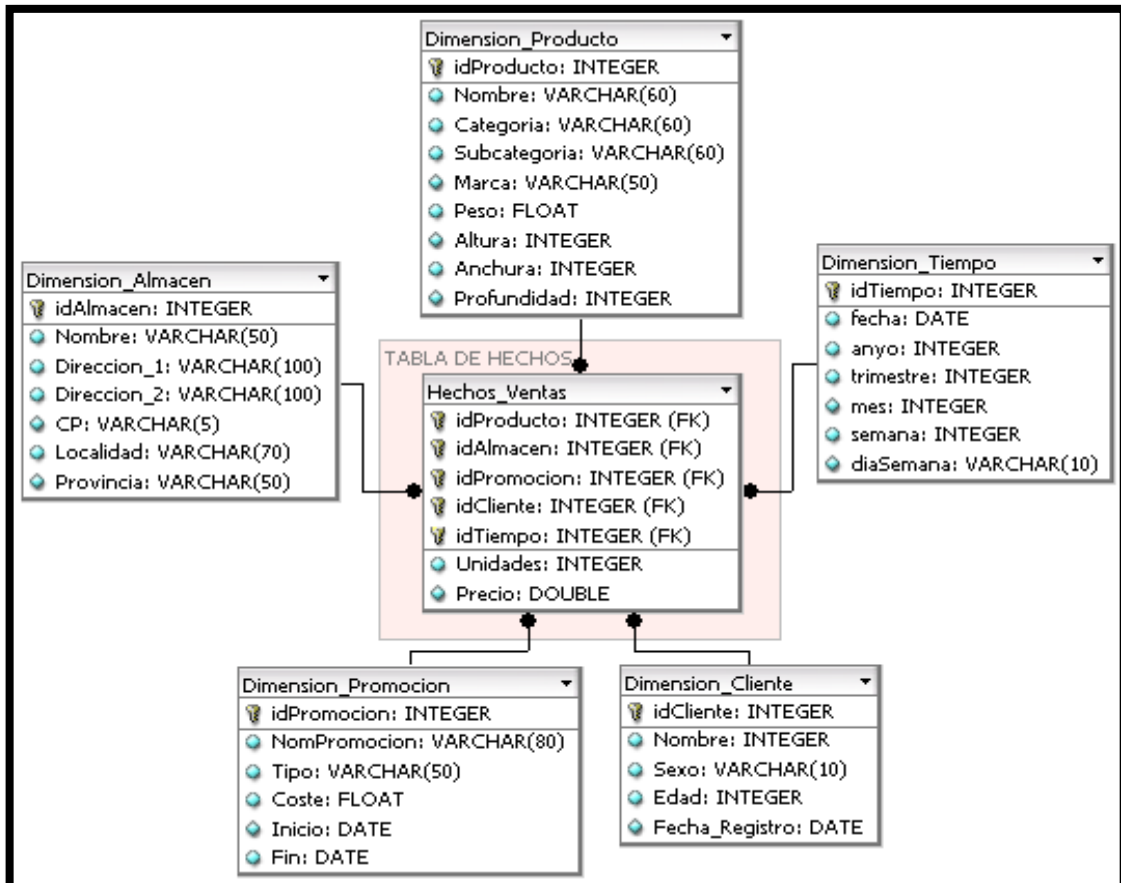 Dimension_Producto
idProducto: INTEGER
Nombre: VARCHAR(60)
Categoria: VARCHAR(60)
Subcategoria: VARCHAR(60)
Marca: VARCHAR(50)
Peso: FLOAT
Altura: INTEGER
Anchura: INTEGER
Profundidad: INTEGER
Dimension_Almacen
idAlmacen: INTEGER
Nombre: VARCHAR(50)
Direccion_1: VARCHAR(100)
Direccion_2: VARCHAR(100)
CP: VARCHAR(5)
Localidad: VARCHAR(70)
Provincia: VARCHAR(50)
Dimension_Tiempo
idTiempo: INTEGER
fecha: DATE
anyo: INTEGER
trimestre: INTEGER
mes: INTEGER
semana: INTEGER
diaSemana: VARCHAR(10)
TABLA DE HECHOS
Hechos_Ventas
idProducto: INTEGER (FK)
idAlmacen: INTEGER (FK)
idPromocion: INTEGER (FK)
idCliente: INTEGER (FK)
idTiempo: INTEGER (FK)
Unidades: INTEGER
Precio: DOUBLE
Dimension_Promocion
idPromocion: INTEGER
NomPromocion: VARCHAR(80)
Tipo: VARCHAR(50)
Coste: FLOAT
Inicio: DATE
Fin: DATE
Dimension_Cliente
idCliente: INTEGER
Nombre: INTEGER
Sexo: VARCHAR(10)
Edad: INTEGER
Fecha_Registro: DATE